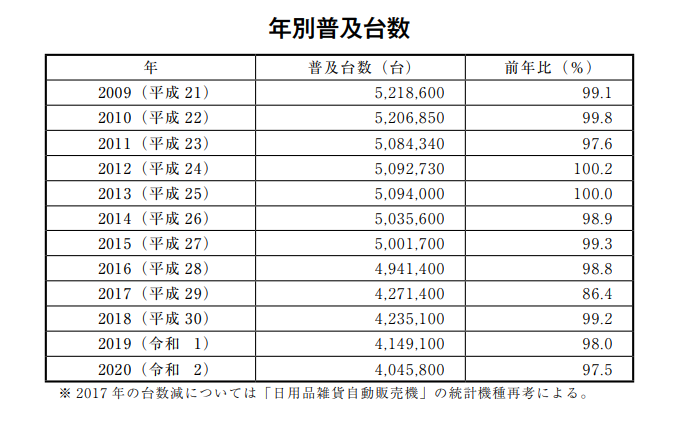 年別普及台数
年 普及台数（台） 前年比（％）
2009（平成 21） 5,218,600 99.1
2010（平成 22） 5,206,850 99.8
2011（平成 23） 5,084,340 97.6
2012（平成 24） 5,092,730 100.2
2013（平成 25） 5,094,000 100.0
2014（平成 26） 5,035,600 98.9
2015（平成 27） 5,001,700 99.3
2016（平成 28） 4,941,400 98.8
2017（平成 29） 4,271,400 86.4
2018（平成 30） 4,235,100 99.2
2019（令和　1） 4,149,100 98.0
2020（令和　2） 4,045,800 97.5
※ 2017 年の台数減については「日用品雑貨自動販売機」の統計機種再考による。